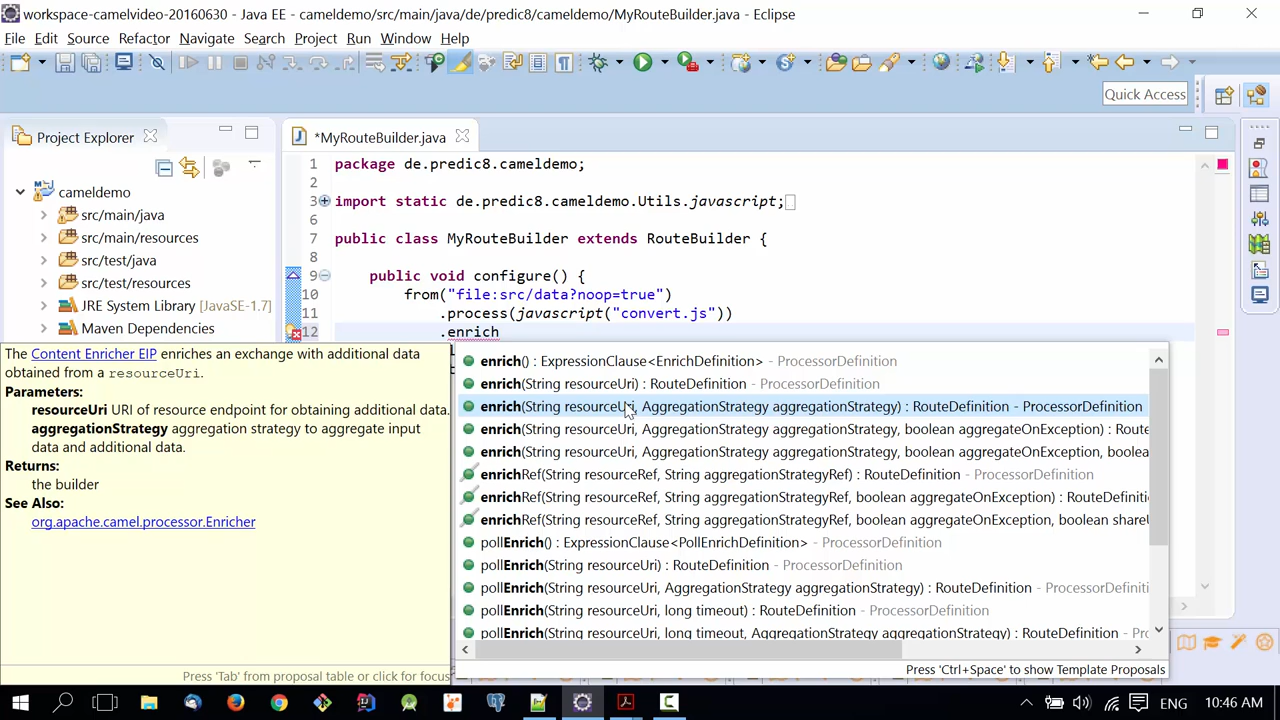 workspace-camelvideo-20160630 - Java EE - cameldemo/src/main/java/de/predic8/cameldemo/MyRouteBuilder.java - Eclipse
File Edit Source Refactor Navigate Search Project Run Window Help
Quick Access
Project Explorer
*MyRouteBuilder.java
cameldemo
src/main/java
src/main/resources
src/test/java
src/test/resources
JRE System Library [JavaSE-1.7]
Maven Dependencies
1 package de.predic8.cameldemo;
2
3 import static de.predic8.cameldemo.Utils.javascript;
6
7 public class MyRouteBuilder extends RouteBuilder {
8
9 public void configure() {
10 from("file:src/data?noop=true")
11 .process(javascript("convert.js"))
12 .enrich
The Content Enricher EIP enriches an exchange with additional data
obtained from a resourceUri.
Parameters:
resourceUri URI of resource endpoint for obtaining additional data.
aggregationStrategy aggregation strategy to aggregate input
data and additional data.
Returns:
the builder
See Also:
org.apache.camel.processor.Enricher
Press 'Tab' from proposal table or click for focus
enrich() : ExpressionClause<EnrichDefinition> - ProcessorDefinition
enrich(String resourceUri) : RouteDefinition - ProcessorDefinition
enrich(String resourceUri, AggregationStrategy aggregationStrategy) : RouteDefinition - ProcessorDefinition
enrich(String resourceUri, AggregationStrategy aggregationStrategy, boolean aggregateOnException) : Route
enrich(String resourceUri, AggregationStrategy aggregationStrategy, boolean aggregateOnException, boolea
enrichRef(String resourceRef, String aggregationStrategyRef) : RouteDefinition - ProcessorDefinition
enrichRef(String resourceRef, String aggregationStrategyRef, boolean aggregateOnException) : RouteDefiniti
enrichRef(String resourceRef, String aggregationStrategyRef, boolean aggregateOnException, boolean shareU
pollEnrich() : ExpressionClause<PollEnrichDefinition> - ProcessorDefinition
pollEnrich(String resourceUri) : RouteDefinition - ProcessorDefinition
pollEnrich(String resourceUri, AggregationStrategy aggregationStrategy) : RouteDefinition - ProcessorDefinit
pollEnrich(String resourceUri, long timeout) : RouteDefinition - ProcessorDefinition
pollEnrich(String resourceUri, long timeout, AggregationStrategy aggregationStrategy) : RouteDefinition - Pro
Press 'Ctrl+Space' to show Template Proposals
ENG 10:46 AM